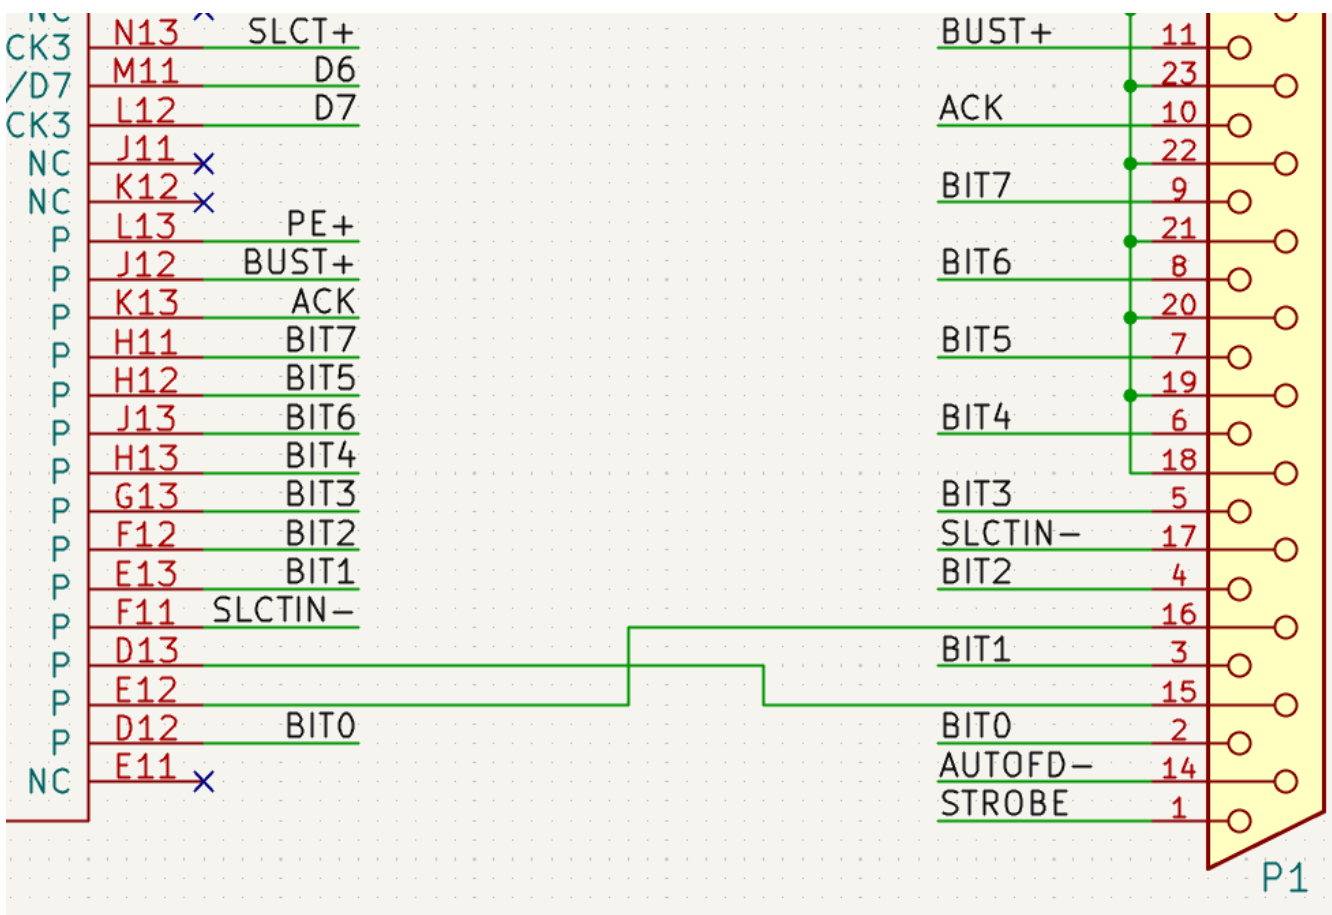 NC
CK3 N13 SLCT+ BUST+ 11
/D7 M11 D6 23
CK3 L12 D7 ACK 10
NC J11 22
NC K12 BIT7 9
P L13 PE+ 21
P J12 BUST+ BIT6 8
P K13 ACK 20
P H11 BIT7 BIT5 7
P H12 BIT5 19
P J13 BIT6 BIT4 6
P H13 BIT4 18
P G13 BIT3 BIT3 5
P F12 BIT2 SLCTIN- 17
P E13 BIT1 BIT2 4
P F11 SLCTIN- 16
P D13 BIT1 3
P E12 15
P D12 BIT0 BIT0 2
NC E11 AUTOFD- 14
STROBE 1
P1